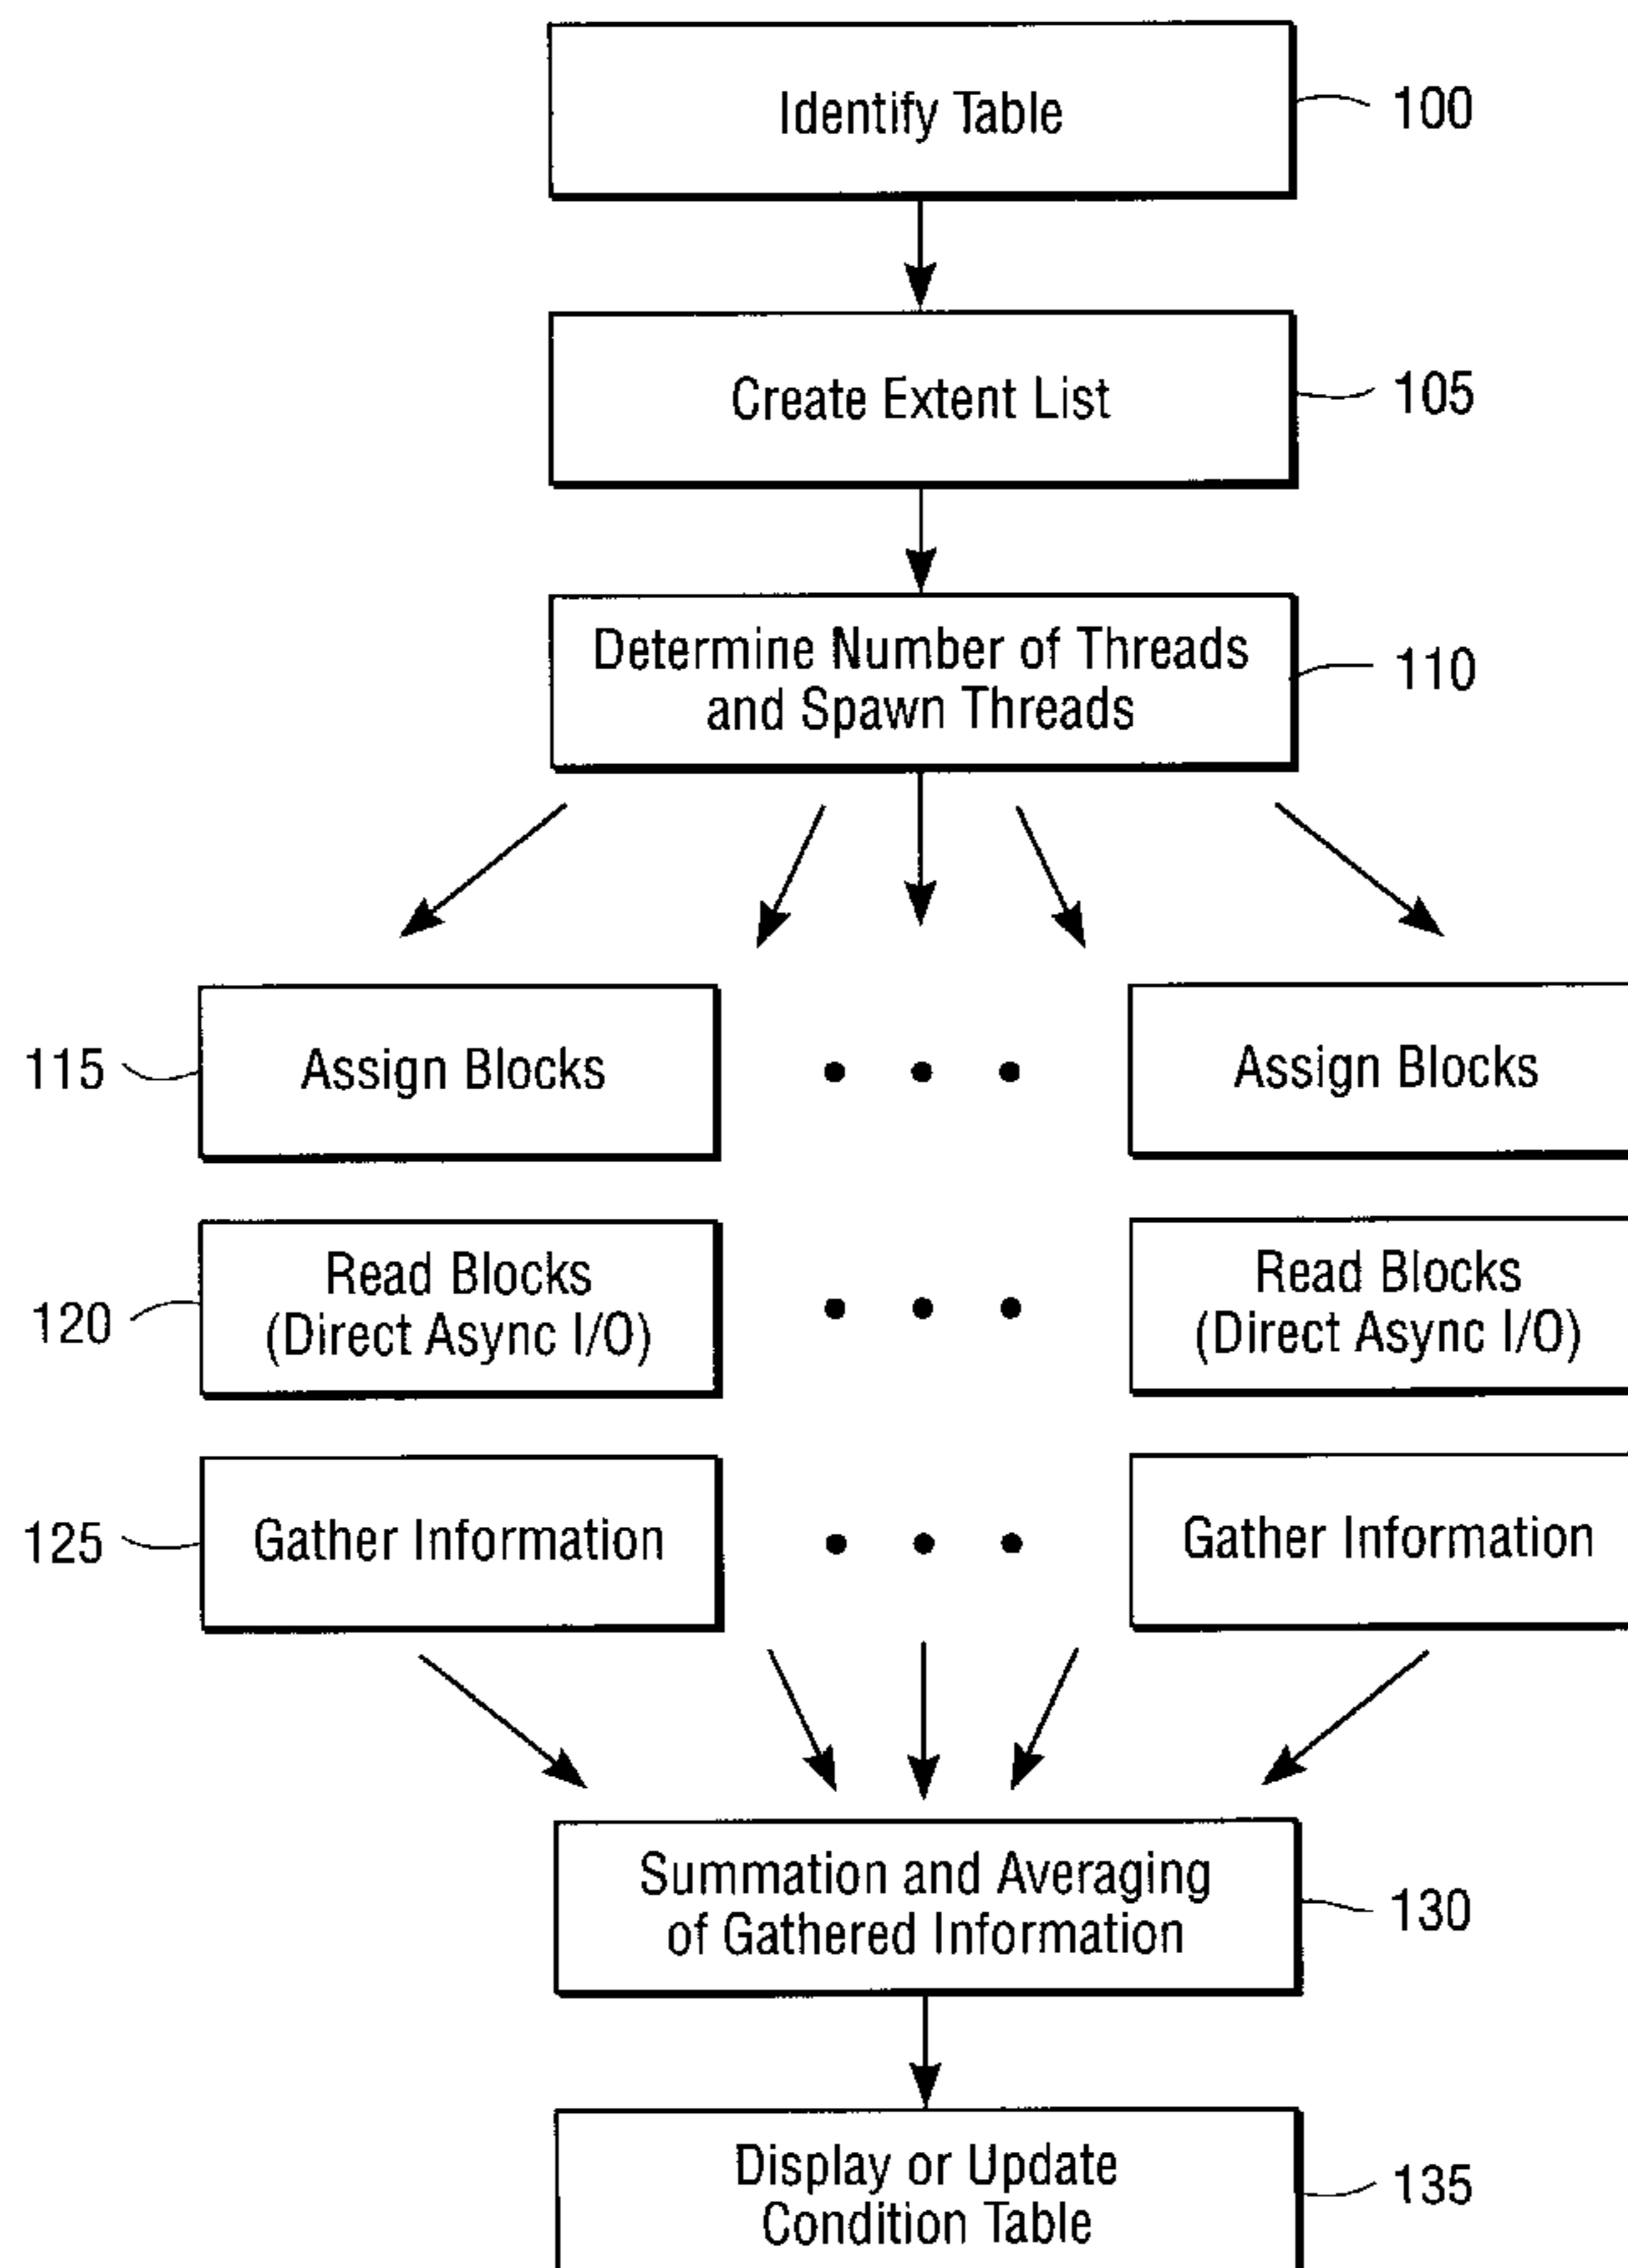 Identify Table
100
Create Extent List
105
Determine Number of Threads
and Spawn Threads
110
115
Assign Blocks
Assign Blocks
120
Read Blocks
(Direct Async I/O)
Read Blocks
(Direct Async I/O)
125
Gather Information
Gather Information
Summation and Averaging
of Gathered Information
130
Display or Update
Condition Table
135